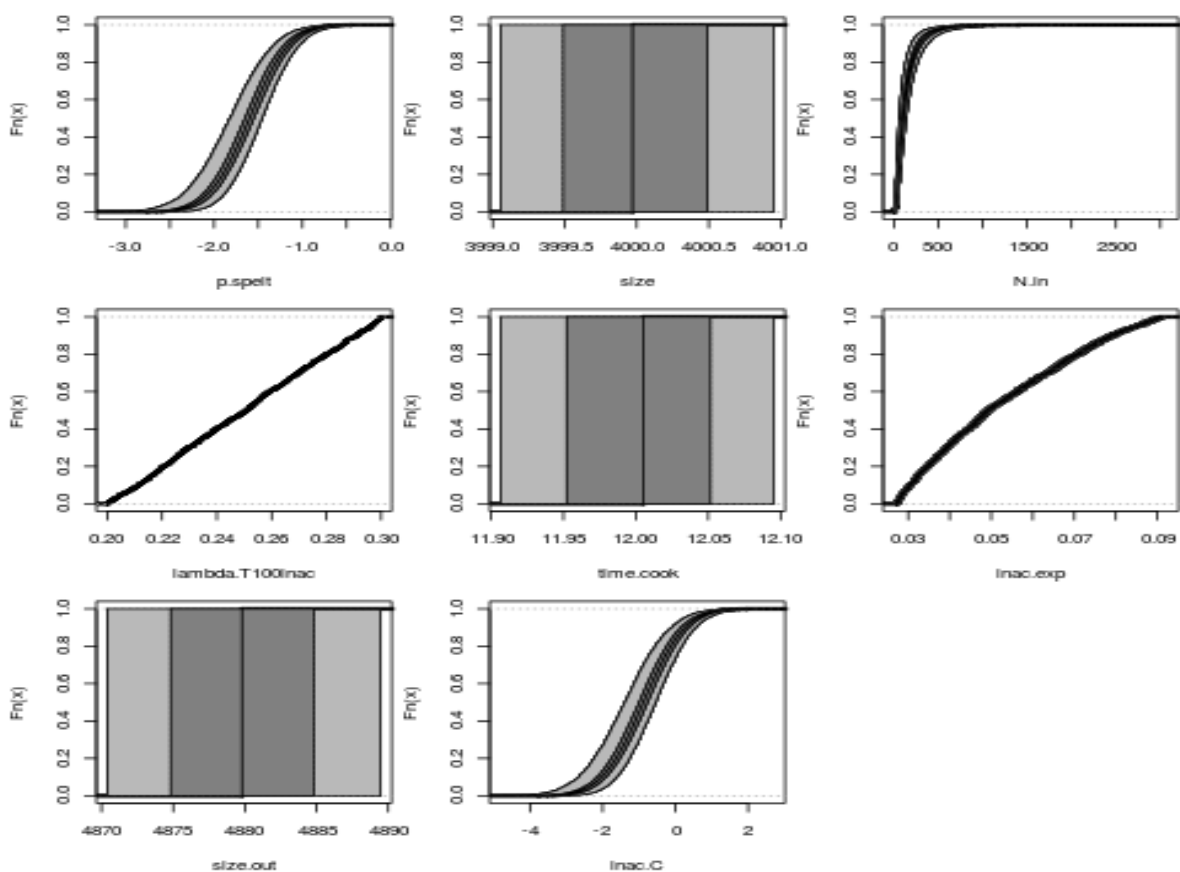 Fn(x)
0.0 0.2 0.4 0.6 0.8 1.0
-3.0 -2.0 -1.0 0.0
p.spelt
Fn(x)
0.0 0.2 0.4 0.6 0.8 1.0
3999.0 3999.5 4000.0 4000.5 4001.0
size
Fn(x)
0.0 0.2 0.4 0.6 0.8 1.0
0 500 1500 2500
N.in
Fn(x)
0.0 0.2 0.4 0.6 0.8 1.0
0.20 0.22 0.24 0.26 0.28 0.30
lambda.T100inac
Fn(x)
0.0 0.2 0.4 0.6 0.8 1.0
11.90 11.95 12.00 12.05 12.10
time.cook
Fn(x)
0.0 0.2 0.4 0.6 0.8 1.0
0.03 0.05 0.07 0.09
inac.exp
Fn(x)
0.0 0.2 0.4 0.6 0.8 1.0
4870 4875 4880 4885 4890
size.out
Fn(x)
0.0 0.2 0.4 0.6 0.8 1.0
-4 -2 0 2
inac.C